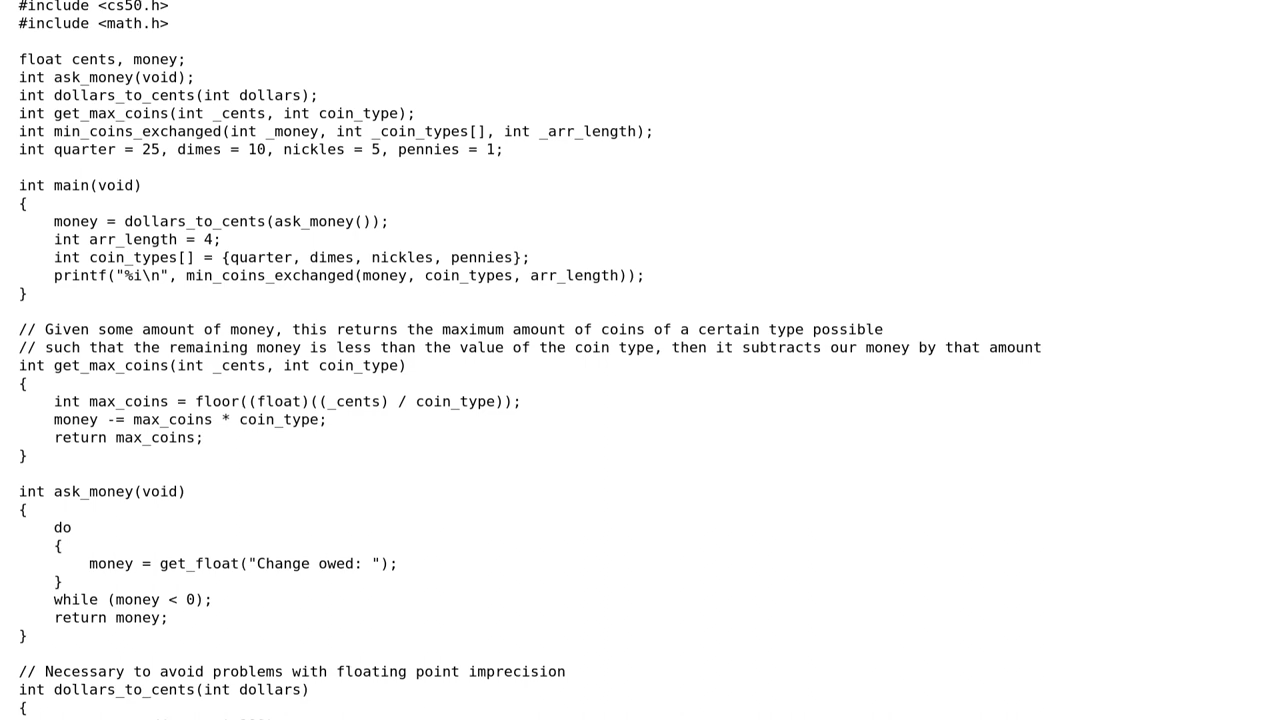 #include <cs50.h>
#include <math.h>

float cents, money;
int ask_money(void);
int dollars_to_cents(int dollars);
int get_max_coins(int _cents, int coin_type);
int min_coins_exchanged(int _money, int _coin_types[], int _arr_length);
int quarter = 25, dimes = 10, nickles = 5, pennies = 1;

int main(void)
{
    money = dollars_to_cents(ask_money());
    int arr_length = 4;
    int coin_types[] = {quarter, dimes, nickles, pennies};
    printf("%i\n", min_coins_exchanged(money, coin_types, arr_length));
}

// Given some amount of money, this returns the maximum amount of coins of a certain type possible
// such that the remaining money is less than the value of the coin type, then it subtracts our money by that amount
int get_max_coins(int _cents, int coin_type)
{
    int max_coins = floor((float)((_cents) / coin_type));
    money -= max_coins * coin_type;
    return max_coins;
}

int ask_money(void)
{
    do
    {
        money = get_float("Change owed: ");
    }
    while (money < 0);
    return money;
}

// Necessary to avoid problems with floating point imprecision
int dollars_to_cents(int dollars)
{